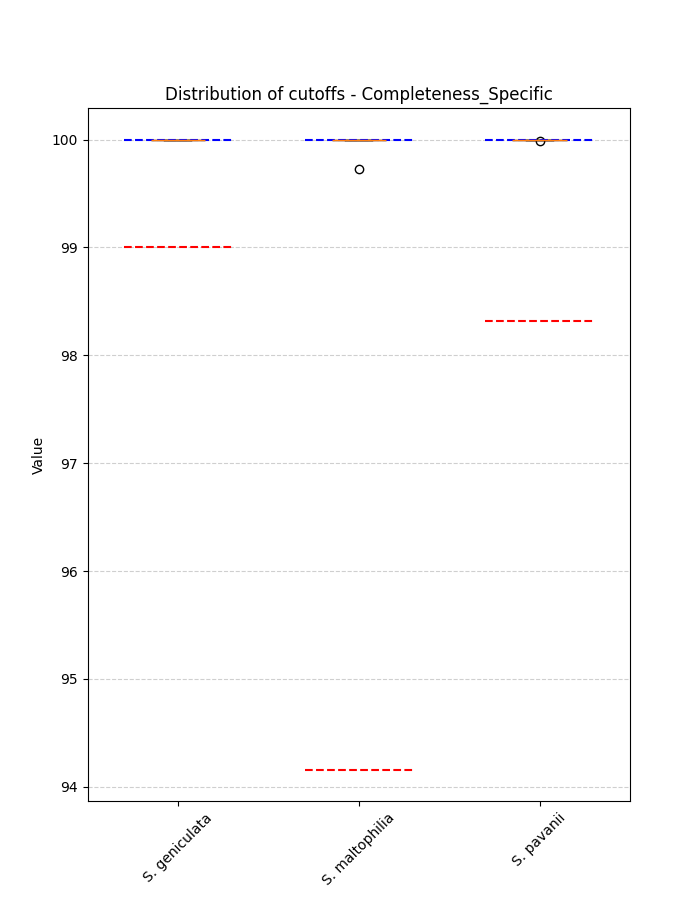 Distribution of cutoffs - Completeness_Specific
100
99
98
97
96
95
94
Value
S. geniculata
S. maltophilia
S. pavanii